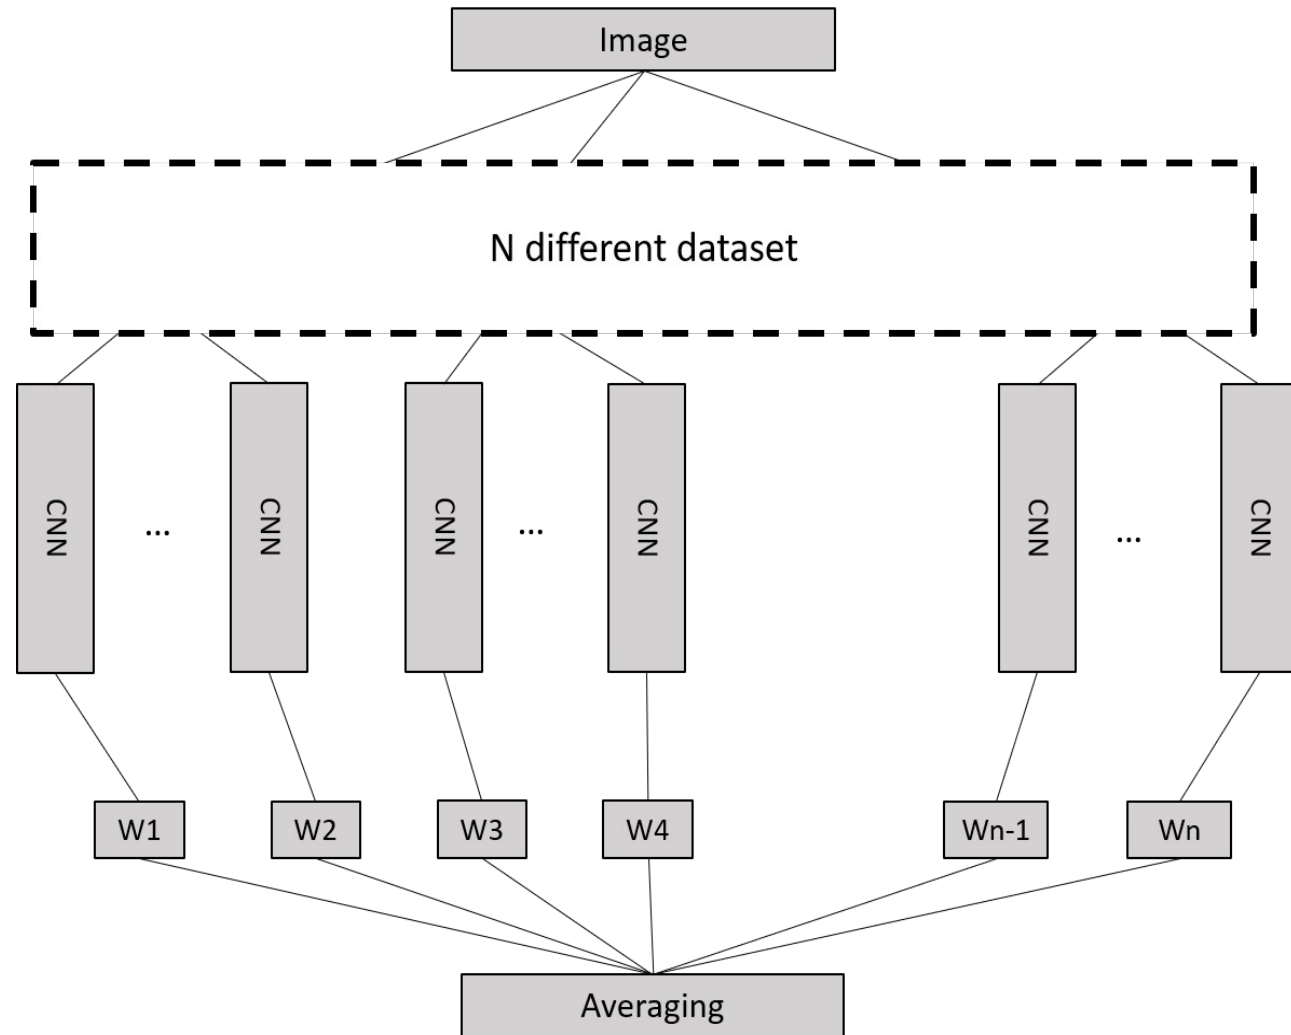 Image
N different dataset
CNN
...
CNN
CNN
...
CNN
CNN
...
CNN
W1
W2
W3
W4
Wn-1
Wn
Averaging